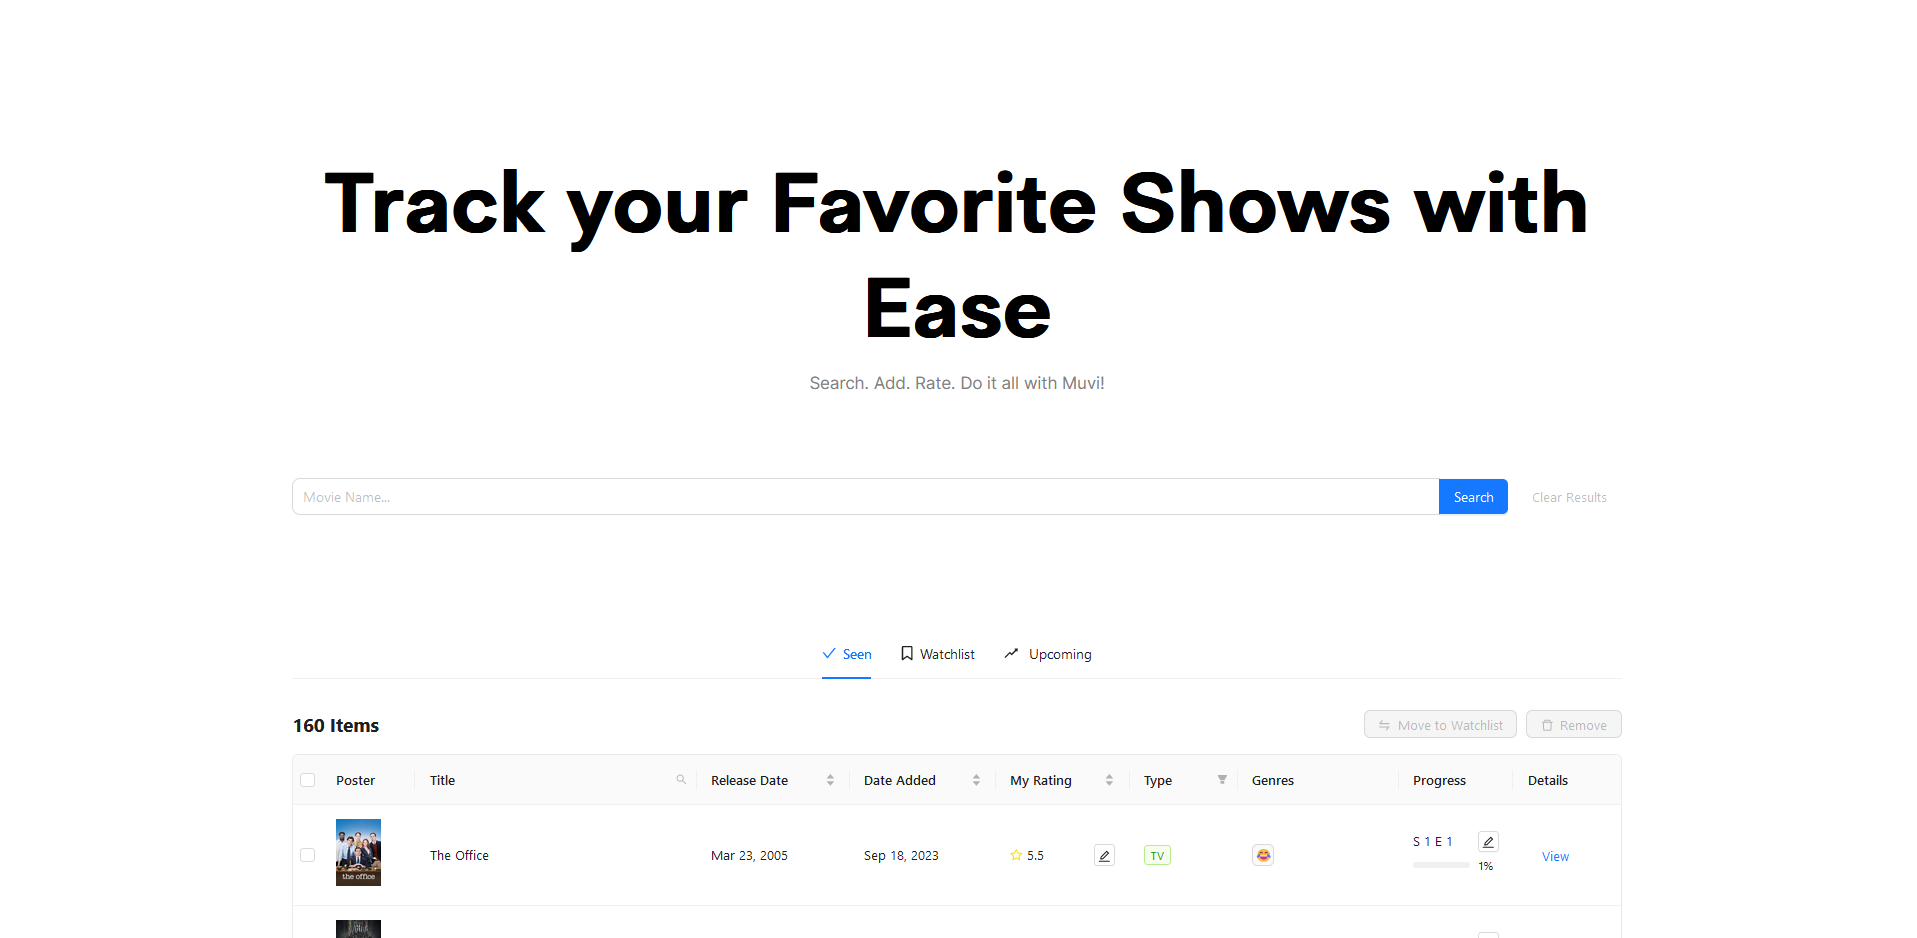 Track your Favorite Shows with
Ease
Search. Add. Rate. Do it all with Muvi!
Movie Name...
Search
Clear Results
Seen
Watchlist
Upcoming
160 Items
Move to Watchlist
Remove
Poster
Title
Release Date
Date Added
My Rating
Type
Genres
Progress
Details
the office
The Office
Mar 23, 2005
Sep 18, 2023
5.5
TV
S 1 E 1
1%
View